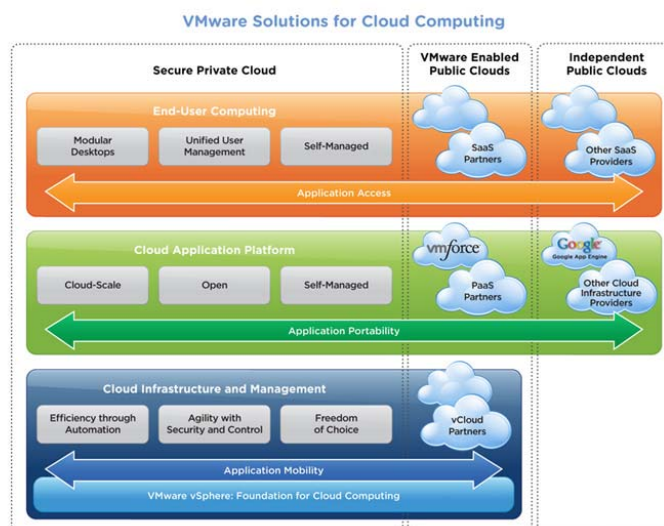 VMware Solutions for Cloud Computing
Secure Private Cloud
VMware Enabled
Public Clouds
Independent
Public Clouds
End-User Computing
Modular
Desktops
Unified User
Management
Self-Managed
SaaS
Partners
Other SaaS
Providers
Application Access
Cloud Application Platform
vmforce
Google
Google App Engine
Cloud-Scale
Open
Self-Managed
PaaS
Partners
Other Cloud
Infrastructure
Providers
Application Portability
Cloud Infrastructure and Management
Efficiency through
Automation
Agility with
Security and Control
Freedom
of Choice
vCloud
Partners
Application Mobility
VMware vSphere: Foundation for Cloud Computing